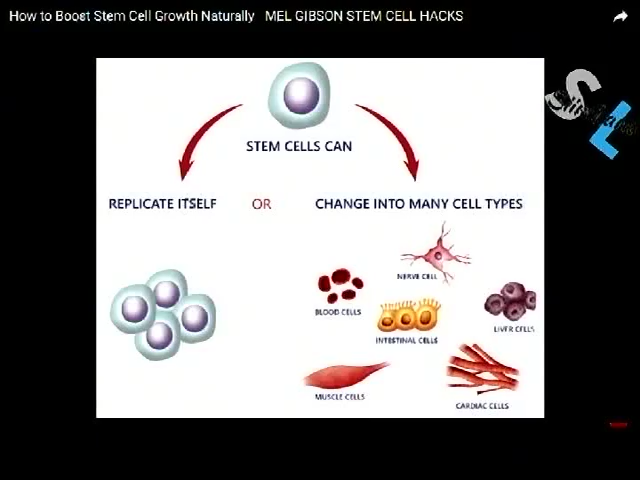 How to Boost Stem Cell Growth Naturally MEL GIBSON STEM CELL HACKS
SL
STEM CELLS CAN
REPLICATE ITSELF OR CHANGE INTO MANY CELL TYPES
NERVE CELL
BLOOD CELLS
LIVER CELLS
INTESTINAL CELLS
MUSCLE CELLS
CARDIAC CELLS